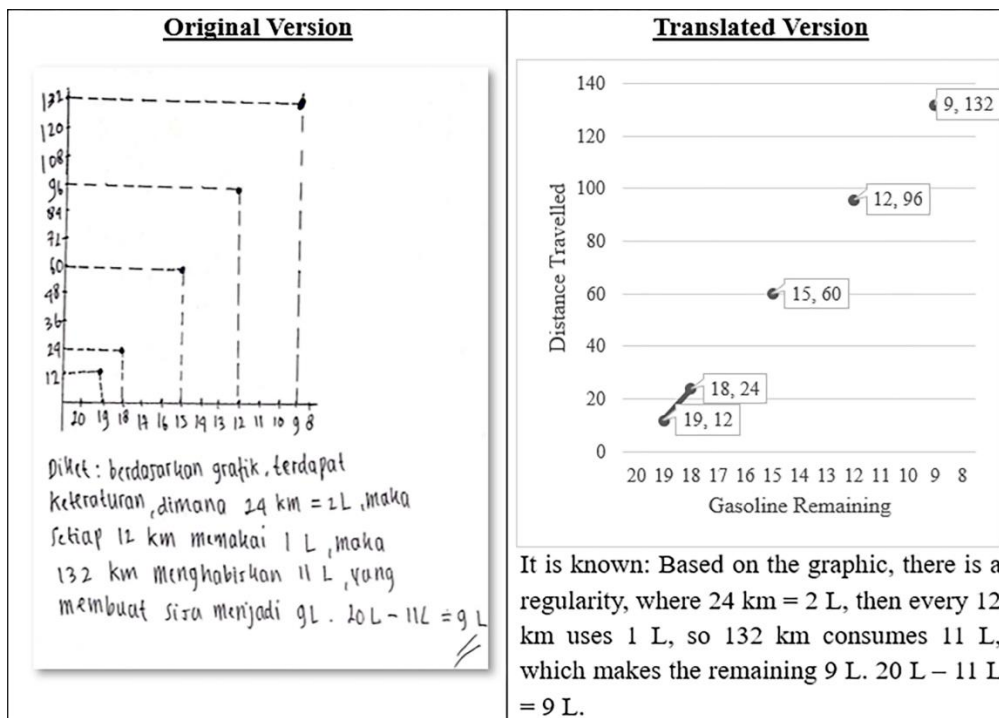 Original Version
132
120
108
96
84
72
60
48
36
24
12
20 19 18 17 16 15 14 13 12 11 10 9 8
Diket: berdasarkan grafik, terdapat
keteraturan, dimana 24 km = 2L, maka
setiap 12 km memakai 1 L, maka
132 km menghabiskan 11 L, yang
membuat sisa menjadi 9L. 20L - 11L = 9L
Translated Version
140
120
100
80
60
40
20
0
Distance Travelled
9, 132
12, 96
15, 60
18, 24
19, 12
20 19 18 17 16 15 14 13 12 11 10 9 8
Gasoline Remaining
It is known: Based on the graphic, there is a
regularity, where 24 km = 2 L, then every 12
km uses 1 L, so 132 km consumes 11 L,
which makes the remaining 9 L. 20 L – 11 L
= 9 L.